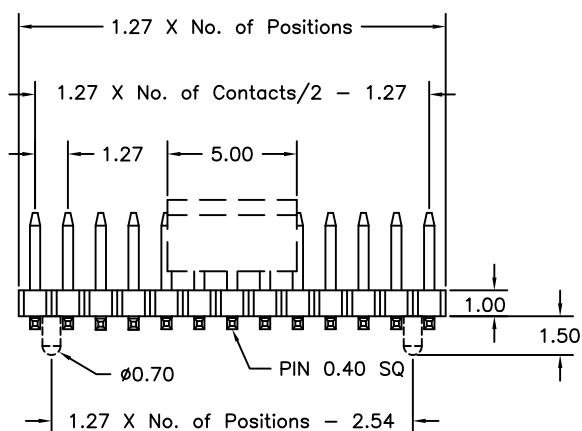 1.27 X No. of Positions
1.27 X No. of Contacts/2 - 1.27
1.27
5.00
1.00
1.50
ø0.70
PIN 0.40 SQ
1.27 X No. of Positions - 2.54